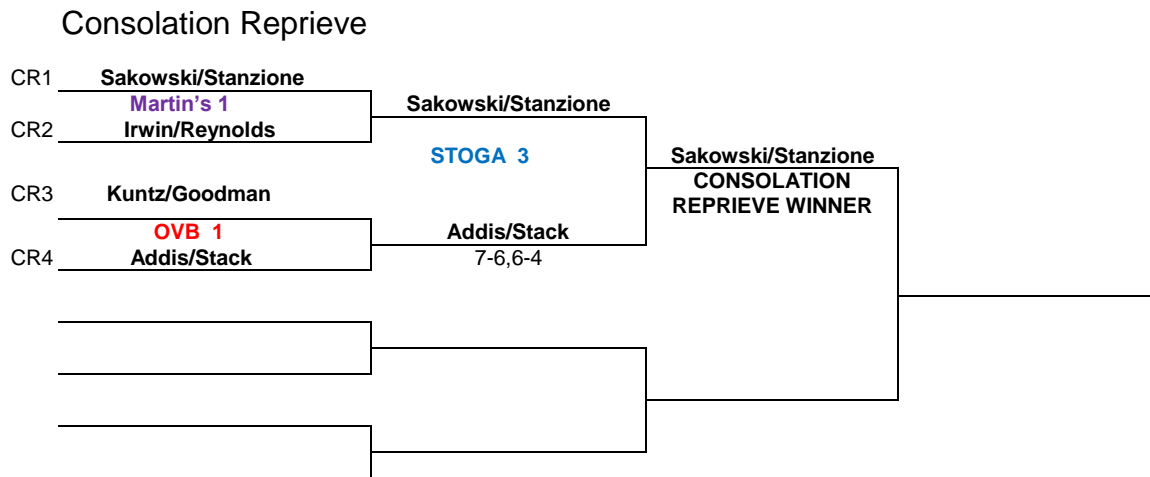 Consolation Reprieve
CR1 Sakowski/Stanzione
Martin’s 1
Sakowski/Stanzione
CR2 Irwin/Reynolds
STOGA 3
Sakowski/Stanzione
CONSOLATION
REPRIEVE WINNER
CR3 Kuntz/Goodman
OVB 1
Addis/Stack
CR4 Addis/Stack
7-6,6-4